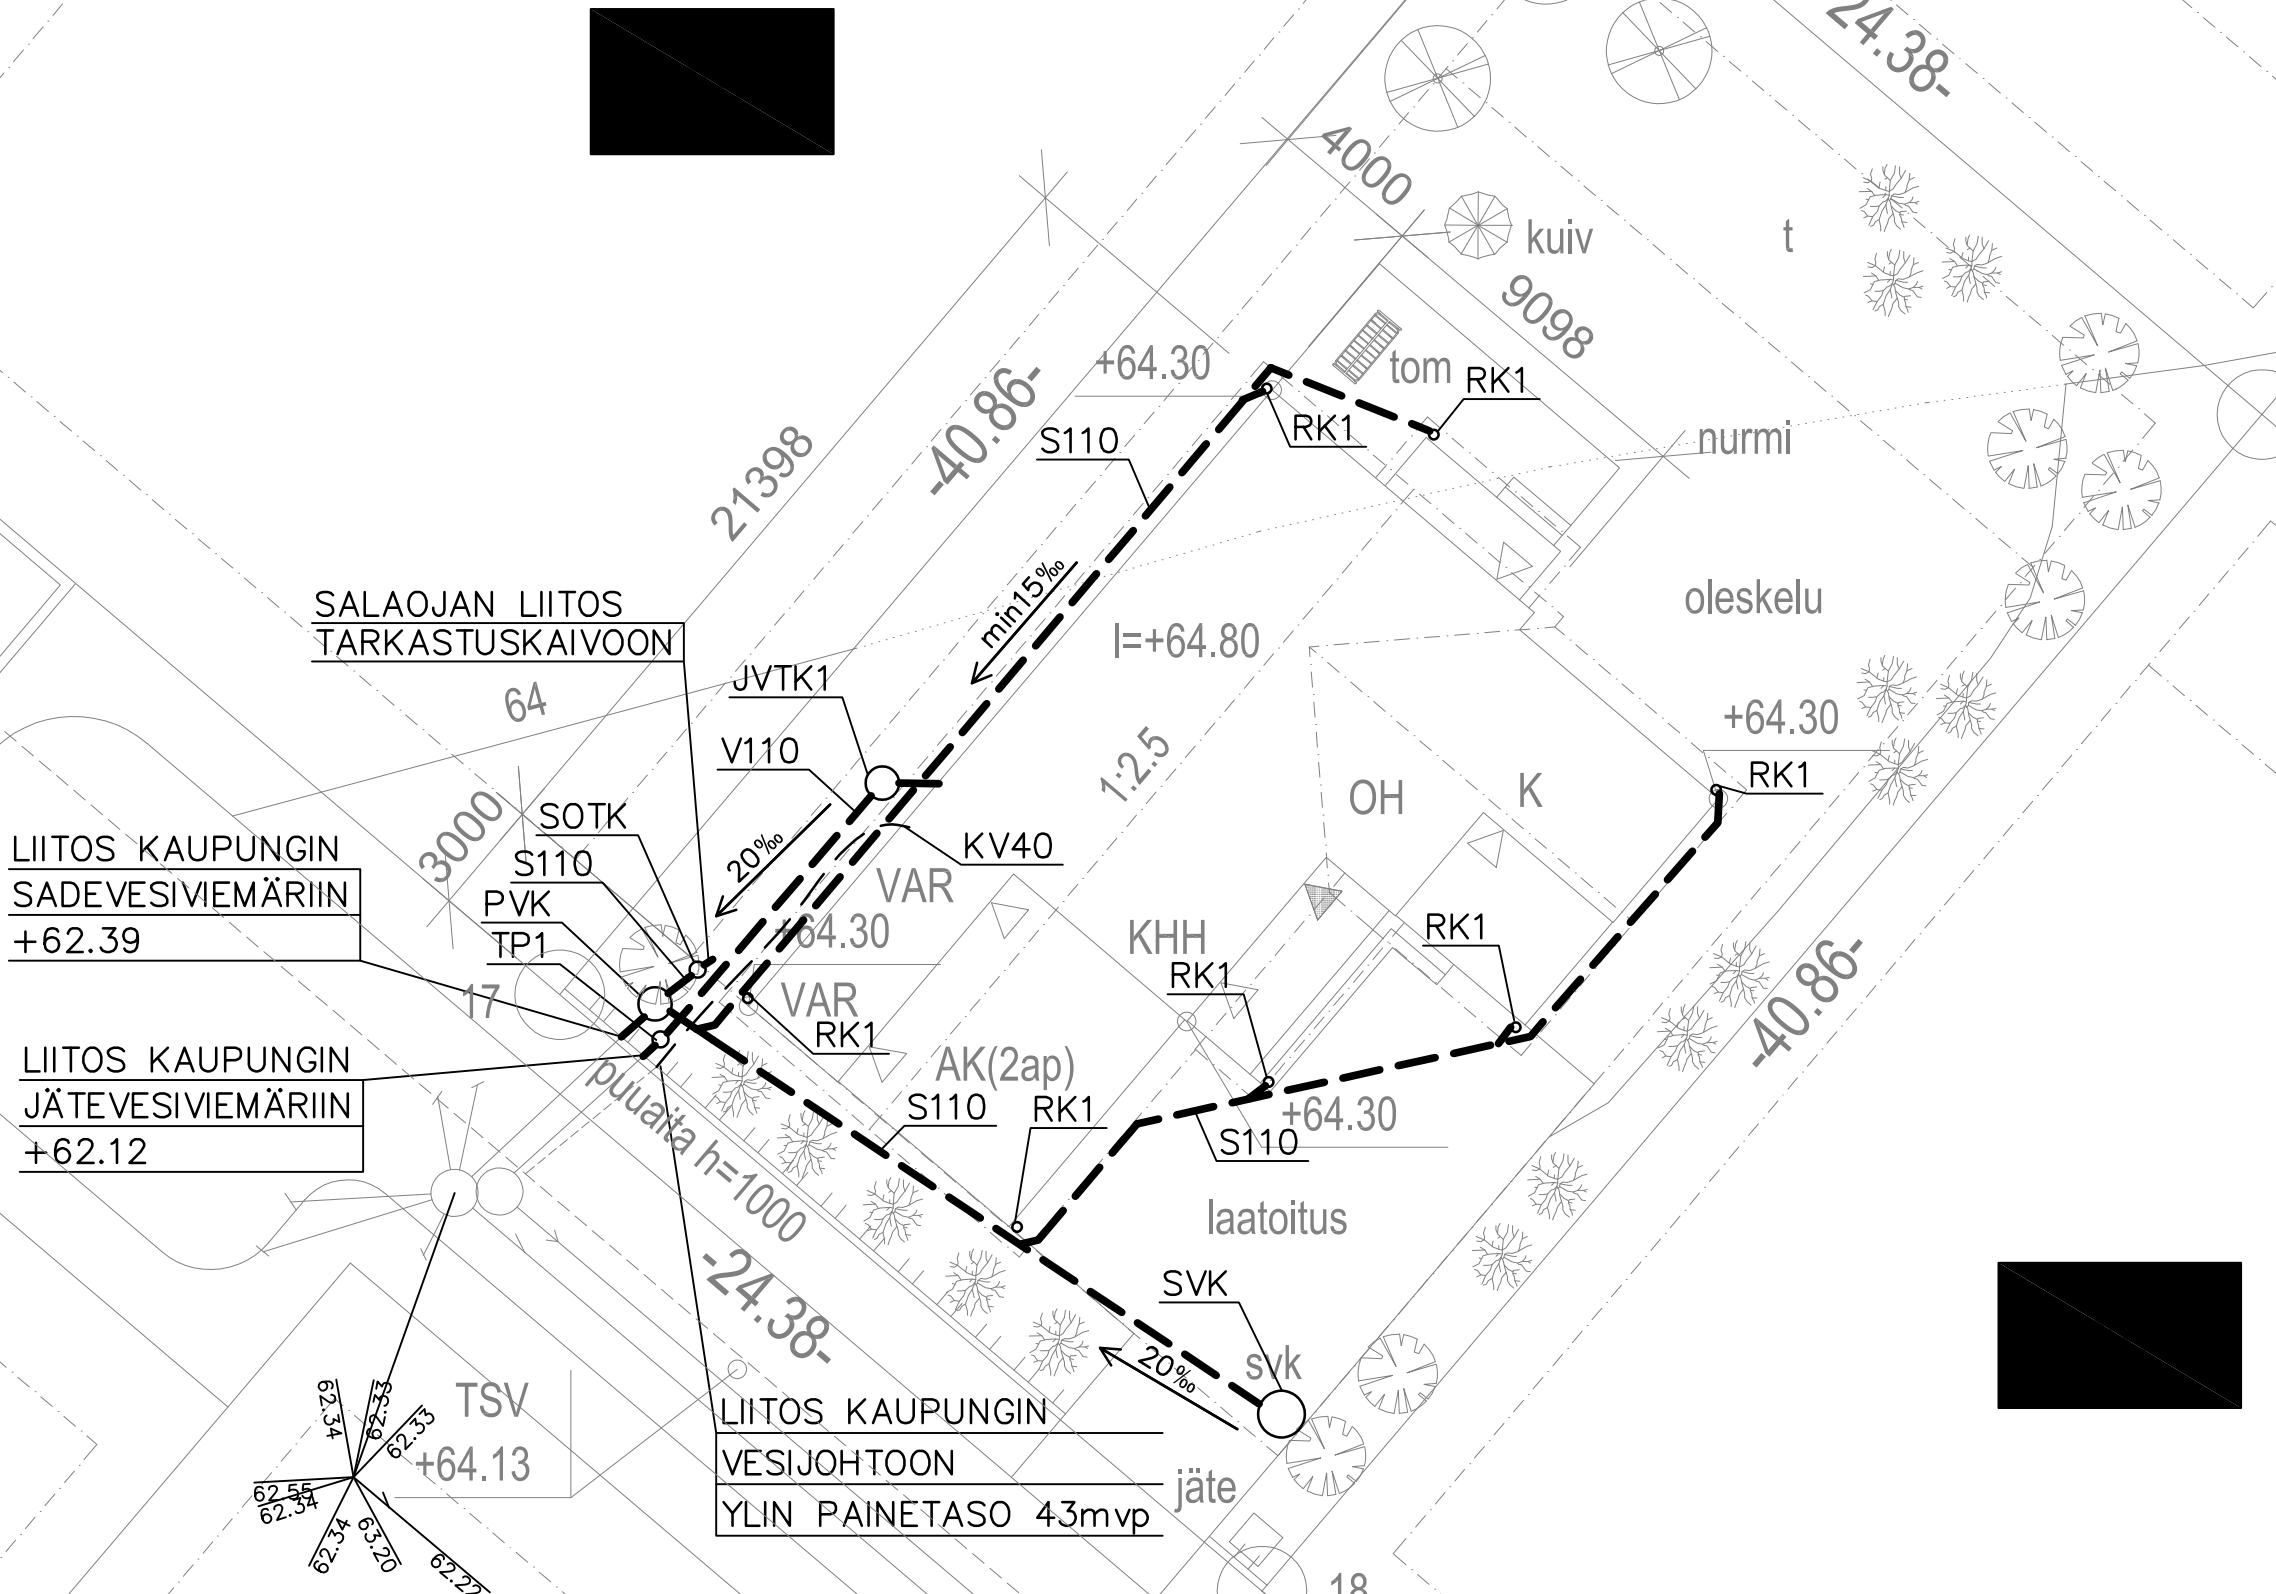 -24.38-
4000
kuiv
t
9098
+64.30
tom
RK1
RK1
-40.86-
S110
nurmi
21398
min15‰
oleskelu
SALAOJAN LIITOS
TARKASTUSKAIVOON
I=+64.80
JVTK1
64
+64.30
V110
1:2.5
RK1
OH
K
3000
SOTK
20‰
KV40
LIITOS KAUPUNGIN
SADEVESIVIEMÄRIIN
+62.39
S110
VAR
PVK
+64.30
KHH
RK1
TP1
RK1
-40.86-
17
VAR
RK1
LIITOS KAUPUNGIN
JÄTEVESIVIEMÄRIIN
+62.12
AK(2ap)
puuaita h=1000
S110
RK1
+64.30
S110
laatoitus
-24.38-
SVK
20‰
svk
62.34
62.33
62.33
TSV
+64.13
62.55
62.34
62.34
63.20
62.22
LIITOS KAUPUNGIN
VESIJOHTOON
YLIN PAINETASO 43mvp
jäte
18